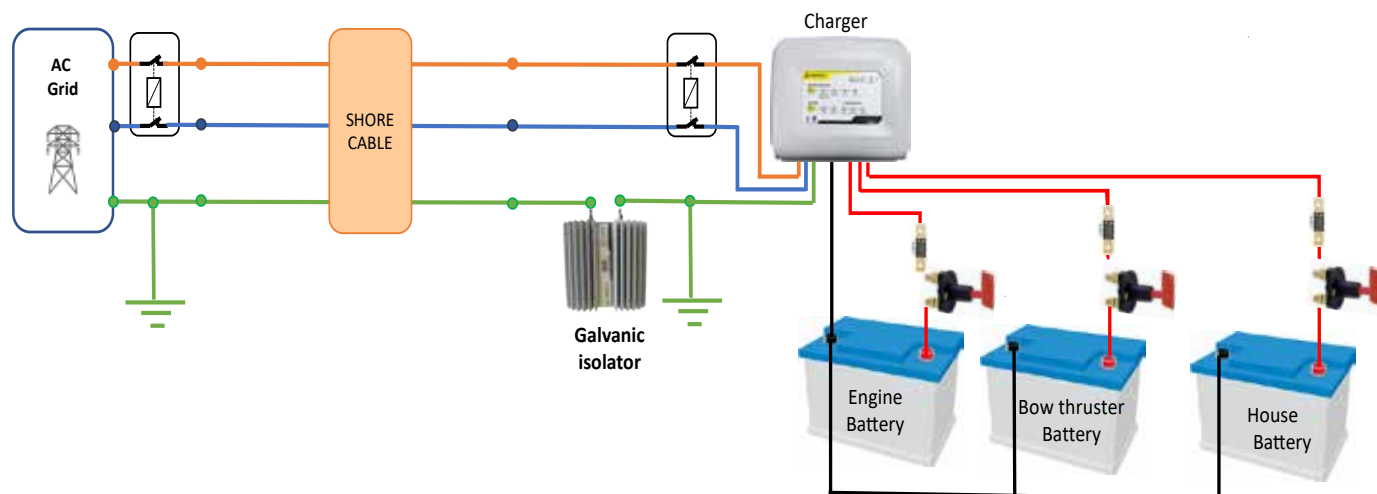 Charger
AC
Grid
SHORE
CABLE
Galvanic
isolator
Engine
Battery
Bow thruster
Battery
House
Battery